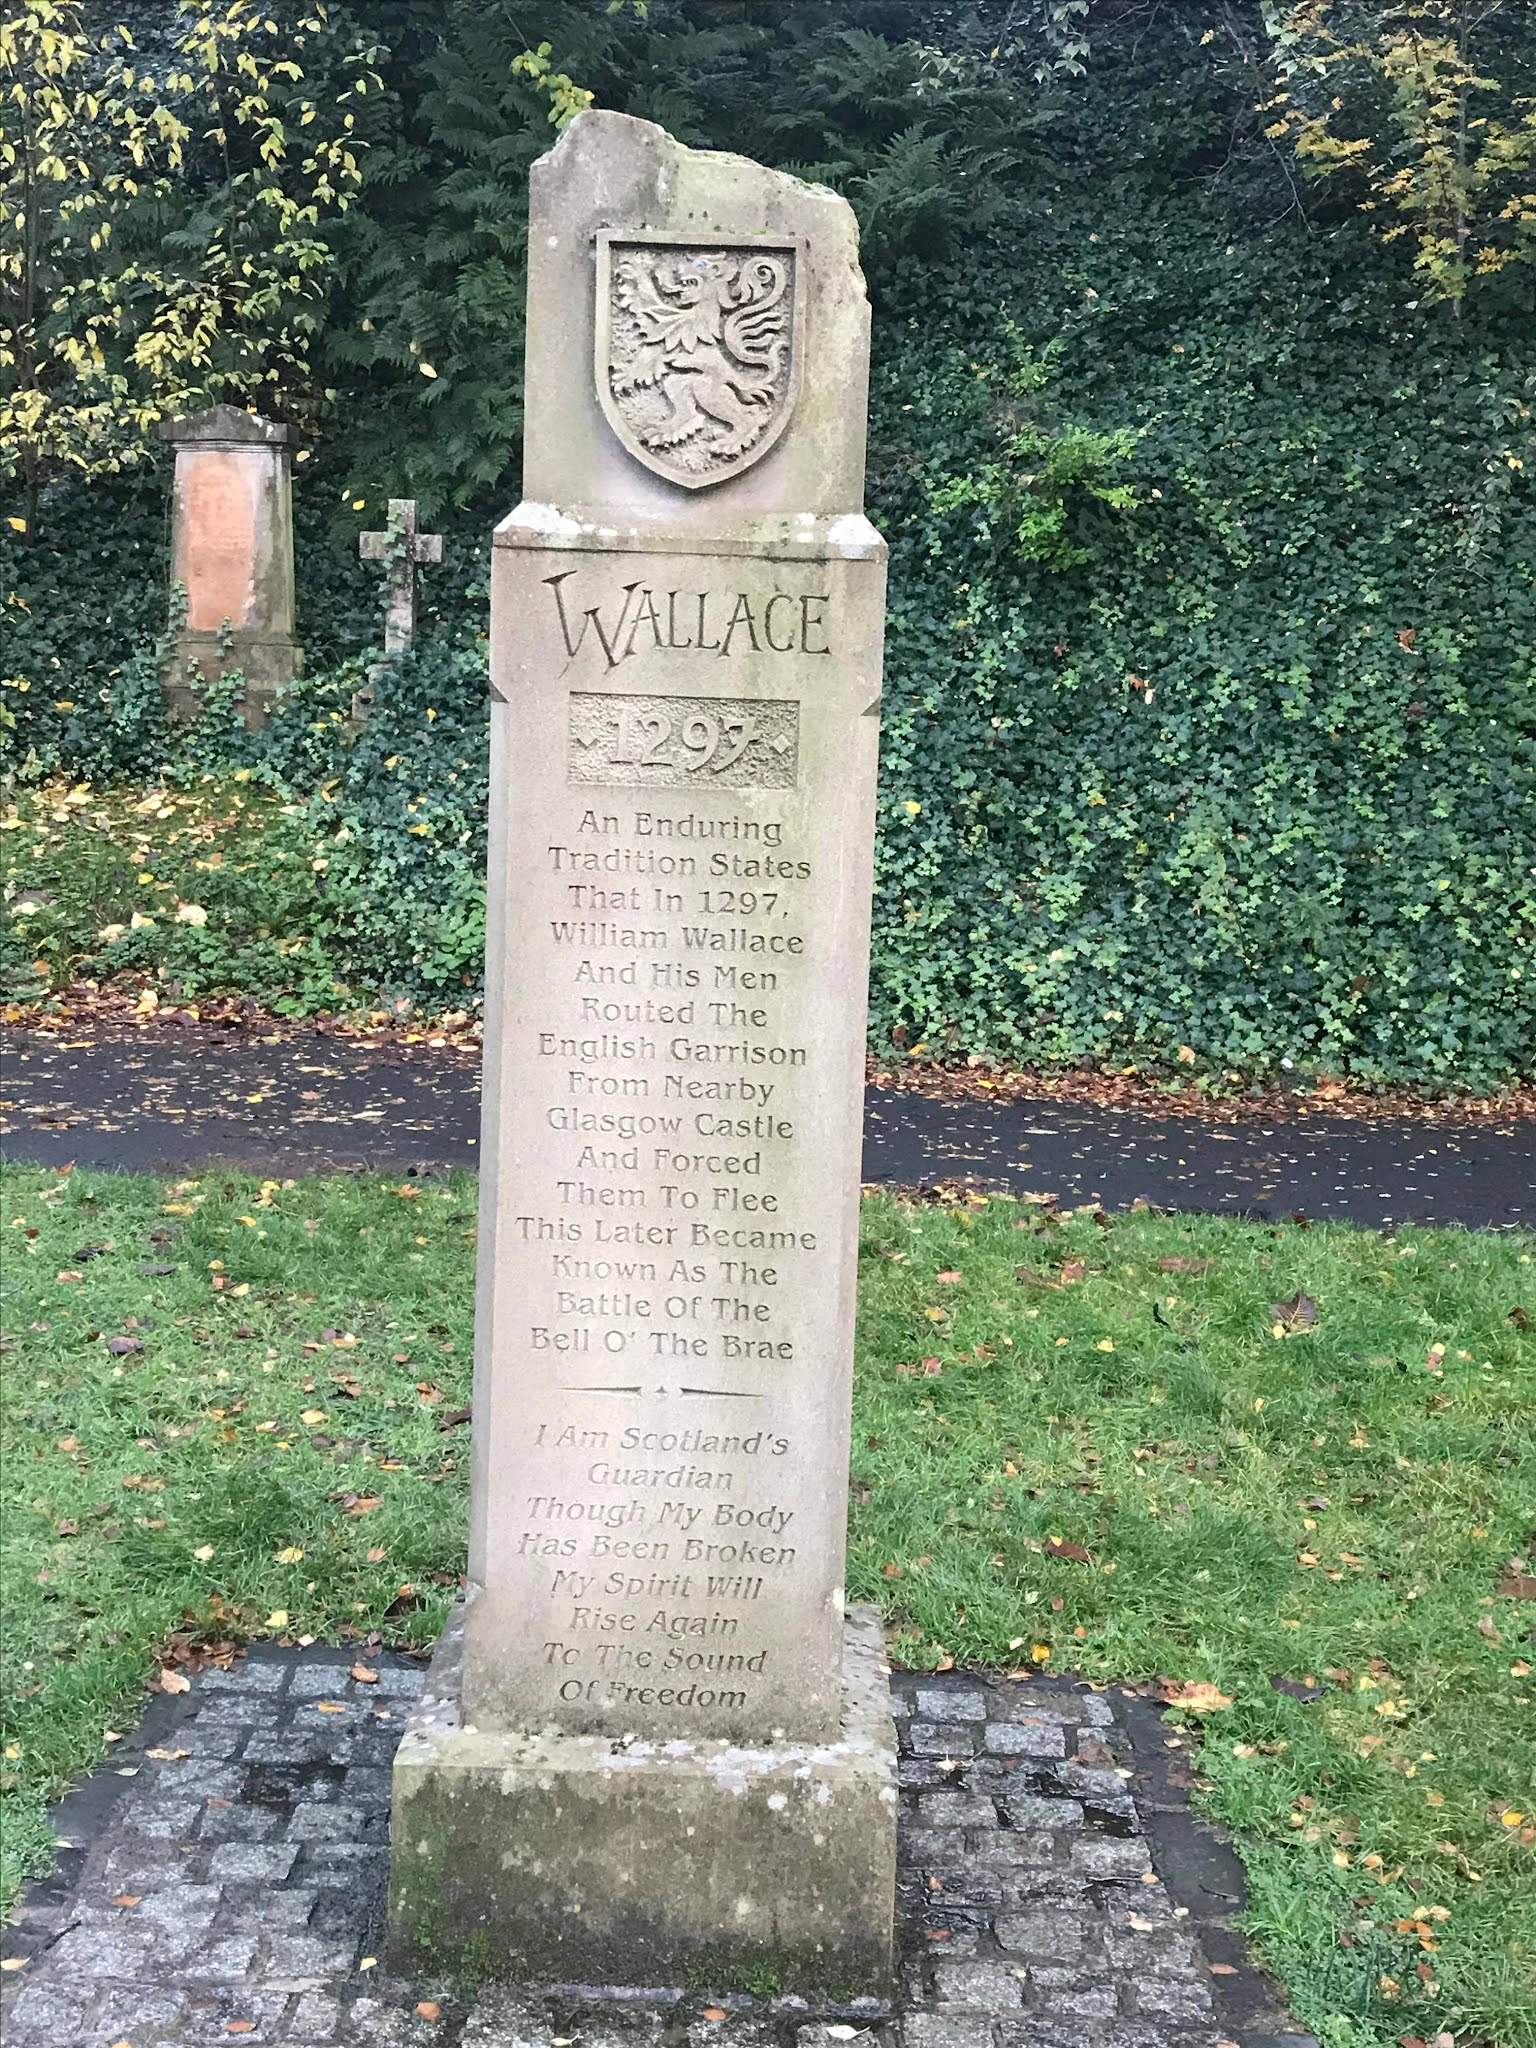 WALLACE
1297
An Enduring
Tradition States
That In 1297,
William Wallace
And His Men
Routed The
English Garrison
From Nearby
Glasgow Castle
And Forced
Them To Flee
This Later Became
Known As The
Battle Of The
Bell O' The Brae
I Am Scotland's
Guardian
Though My Body
Has Been Broken
My Spirit Will
Rise Again
To The Sound
Of Freedom